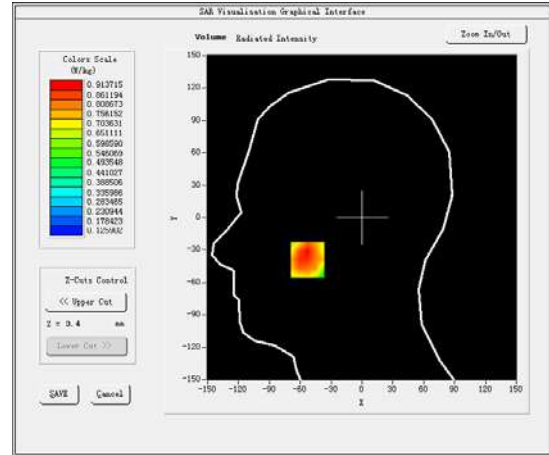 SAR Visualisation Graphical Interface
Volume Radiated Intensity
Zoom In/Out
Colors Scale
(W/kg)
0.913715
0.861194
0.808673
0.756152
0.703631
0.651111
0.598590
0.546069
0.493548
0.441027
0.388506
0.335986
0.283465
0.230944
0.178423
0.125902
Z-Cuts Control
<< Upper Cut
Z = 3.4 mm
Lower Cut >>
SAVE
Cancel
150
120
90
60
30
0
-30
-60
-90
-120
-150
Y
-150 -120 -90 -60 -30 0 30 60 90 120 150
X